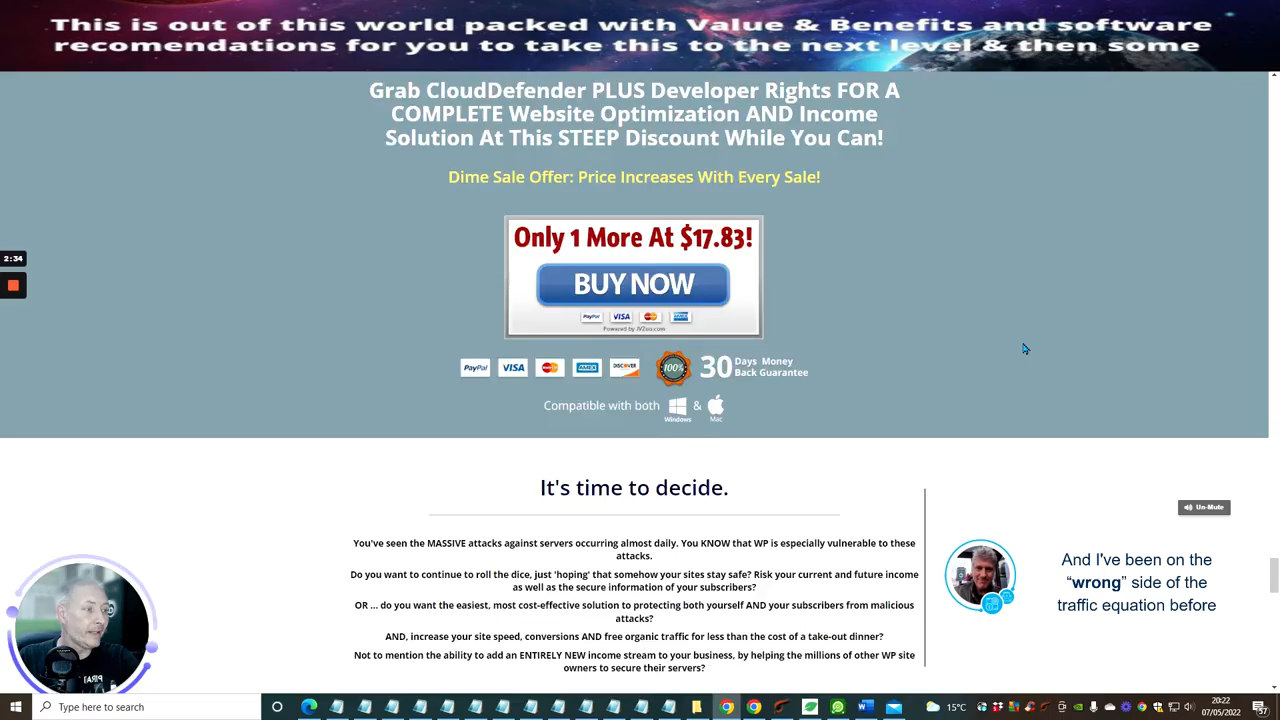 This is out of this world packed with Value & Benefits and software
recomendations for you to take this to the next level & then some
Grab CloudDefender PLUS Developer Rights FOR A
COMPLETE Website Optimization AND Income
Solution At This STEEP Discount While You Can!
Dime Sale Offer: Price Increases With Every Sale!
2:34
Only 1 More At $17.83!
BUY NOW
PayPal VISA
Powered by JVZoo.com
PayPal VISA AMEX DISCOVER 100% 30 Days Money
Back Guarantee
Compatible with both Windows & Mac
It's time to decide.
Un-Mute
You've seen the MASSIVE attacks against servers occurring almost daily. You KNOW that WP is especially vulnerable to these
attacks.
Do you want to continue to roll the dice, just 'hoping' that somehow your sites stay safe? Risk your current and future income
as well as the secure information of your subscribers?
OR ... do you want the easiest, most cost-effective solution to protecting both yourself AND your subscribers from malicious
attacks?
AND, increase your site speed, conversions AND free organic traffic for less than the cost of a take-out dinner?
Not to mention the ability to add an ENTIRELY NEW income stream to your business, by helping the millions of other WP site
owners to secure their servers?
And I've been on the
“wrong” side of the
traffic equation before
Type here to search
15°C
20:22
07/05/2022